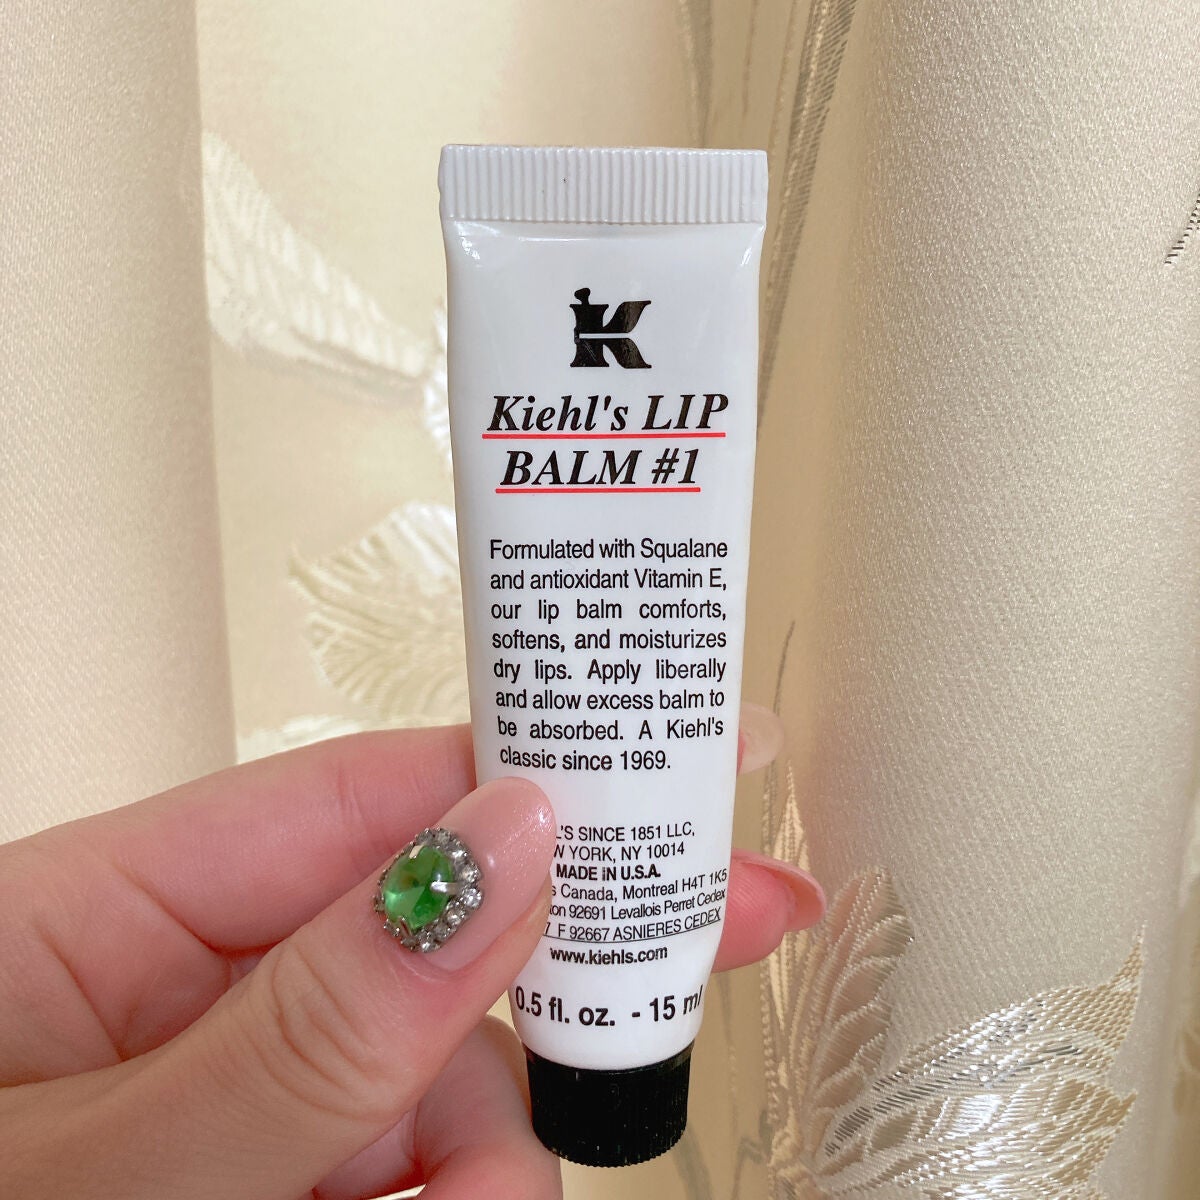 K
Kiehl's LIP
BALM #1
Formulated with Squalane
and antioxidant Vitamin E,
our lip balm comforts,
softens, and moisturizes
dry lips. Apply liberally
and allow excess balm to
be absorbed. A Kiehl's
classic since 1969.
L'S SINCE 1851 LLC,
W YORK, NY 10014
MADE IN U.S.A.
s Canada, Montreal H4T 1K5
on 92691 Levallois Perret Cedex
7 F 92667 ASNIERES CEDEX
www.kiehls.com
0.5 fl. oz. - 15 ml